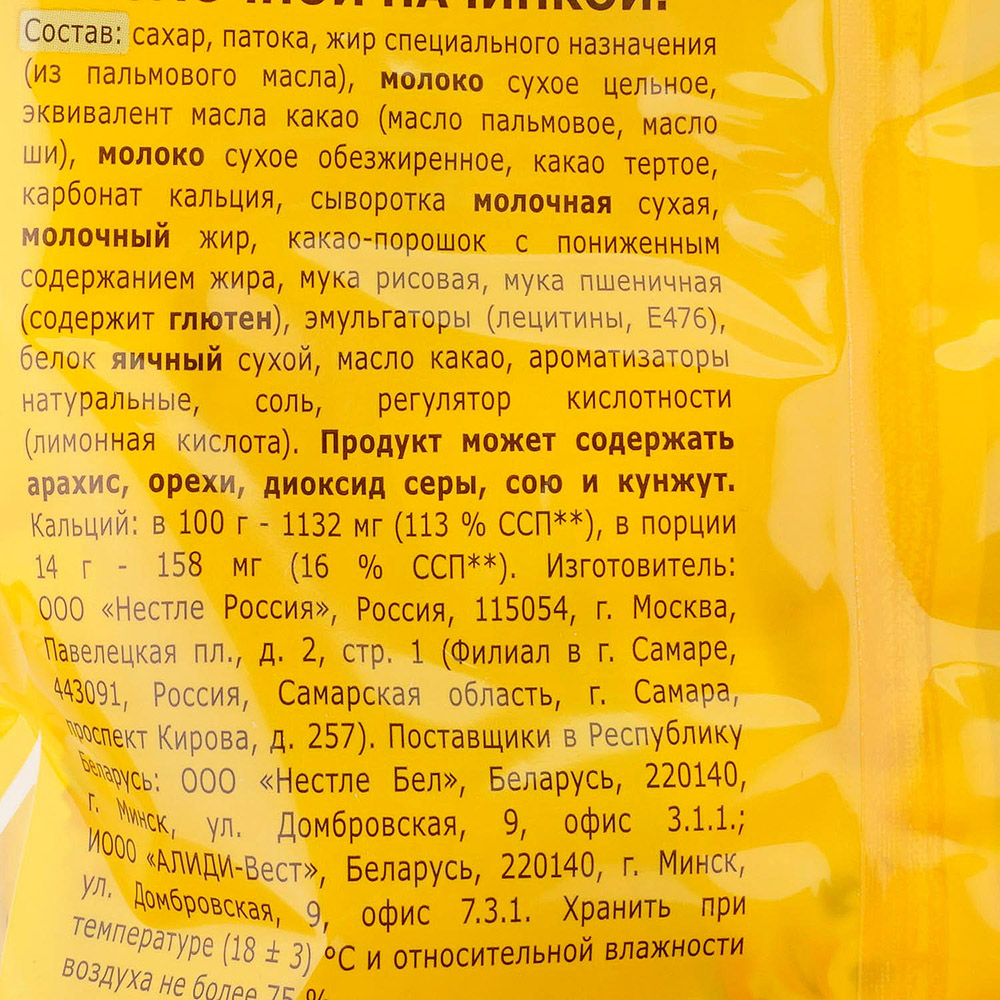 НАЧИНКОЙ.
Состав: сахар, патока, жир специального назначения
(из пальмового масла), молоко сухое цельное,
эквивалент масла какао (масло пальмовое, масло
ши), молоко сухое обезжиренное, какао тертое,
карбонат кальция, сыворотка молочная сухая,
молочный жир, какао-порошок с пониженным
содержанием жира, мука рисовая, мука пшеничная
(содержит глютен), эмульгаторы (лецитины, Е476),
белок яичный сухой, масло какао, ароматизаторы
натуральные, соль, регулятор кислотности
(лимонная кислота). Продукт может содержать
арахис, орехи, диоксид серы, сою и кунжут.
Кальций: в 100 г - 1132 мг (113 % ССП**), в порции
14 г - 158 мг (16 % ССП**). Изготовитель:
ООО «Нестле Россия», Россия, 115054, г. Москва,
Павелецкая пл., д. 2, стр. 1 (Филиал в г. Самаре,
443091, Россия, Самарская область, г. Самара,
проспект Кирова, д. 257). Поставщики в Республику
Беларусь: ООО «Нестле Бел», Беларусь, 220140,
г. Минск, ул. Домбровская, 9, офис 3.1.1.;
ИООО «АЛИДИ-Вест», Беларусь, 220140, г. Минск,
ул. Домбровская, 9, офис 7.3.1. Хранить при
температуре (18 ± 3) °С и относительной влажности
воздуха не более 75 %